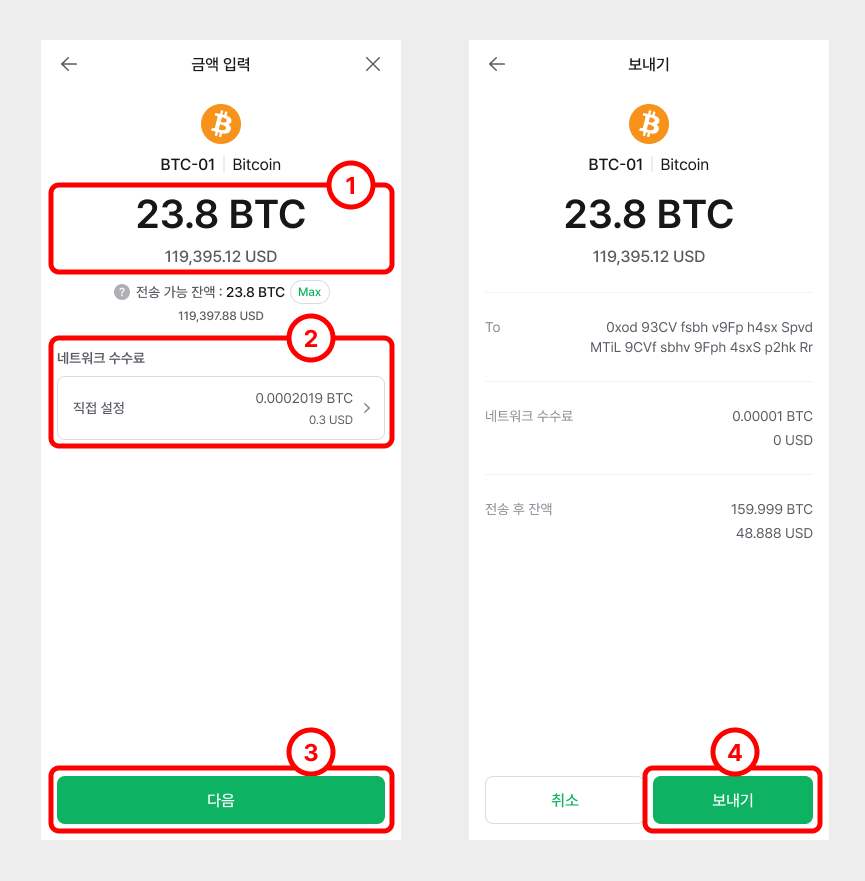 금액 입력
BTC-01 Bitcoin
1
23.8 BTC
119,395.12 USD
? 전송 가능 잔액 : 23.8 BTC Max
119,397.88 USD
2
네트워크 수수료
직접 설정
0.0002019 BTC
0.3 USD
3
다음
보내기
BTC-01 Bitcoin
23.8 BTC
119,395.12 USD
To
0xod 93CV fsbh v9Fp h4sx Spvd
MTiL 9CVf sbhv 9Fph 4sxS p2hk Rr
네트워크 수수료
0.00001 BTC
0 USD
전송 후 잔액
159.999 BTC
48.888 USD
4
취소
보내기